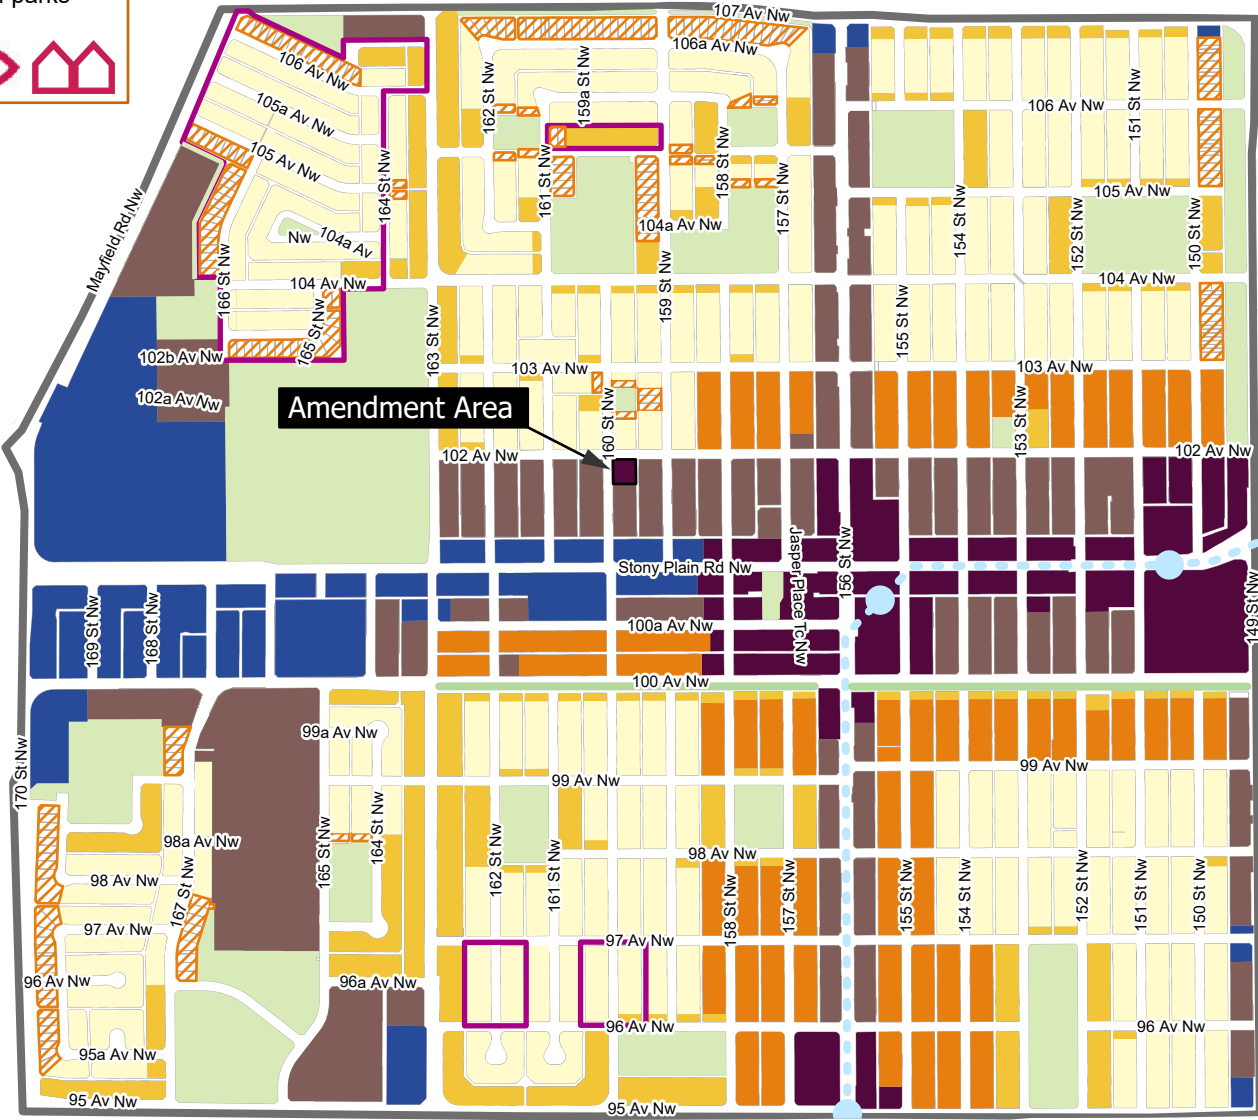 parks
107 Av Nw
106a Av Nw
106 Av Nw
159a St Nw
162 St Nw
105a Av Nw
106 Av Nw
151 St Nw
105 Av Nw
164 St Nw
161 St Nw
158 St Nw
157 St Nw
105 Av Nw
Mayfield Rd Nw
154 St Nw
152 St Nw
150 St Nw
104a Av Nw
Nw
104a Av
166 St Nw
104 Av Nw
104 Av Nw
159 St Nw
165 St Nw
163 St Nw
155 St Nw
102b Av Nw
103 Av Nw
103 Av Nw
102a Av Nw
Amendment Area
160 St Nw
153 St Nw
102 Av Nw
102 Av Nw
Jasper Place Tc Nw
156 St Nw
Stony Plain Rd Nw
149 St Nw
169 St Nw
168 St Nw
100a Av Nw
100 Av Nw
99a Av Nw
170 St Nw
99 Av Nw
99 Av Nw
98a Av Nw
165 St Nw
164 St Nw
98 Av Nw
162 St Nw
161 St Nw
98 Av Nw
167 St Nw
158 St Nw
157 St Nw
155 St Nw
154 St Nw
152 St Nw
151 St Nw
150 St Nw
97 Av Nw
97 Av Nw
96 Av Nw
96a Av Nw
96 Av Nw
96 Av Nw
95a Av Nw
95 Av Nw
95 Av Nw